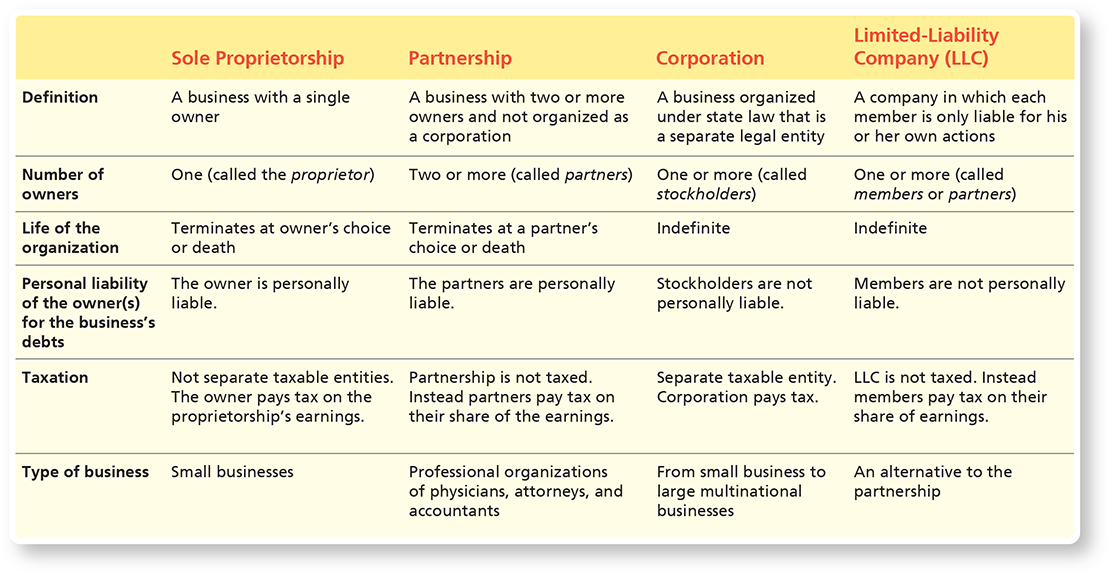 Sole Proprietorship
Partnership
Corporation
Limited-Liability
Company (LLC)
Definition
A business with a single
owner
A business with two or more
owners and not organized as
a corporation
A business organized
under state law that is
a separate legal entity
A company in which each
member is only liable for his
or her own actions
Number of
owners
One (called the proprietor)
Two or more (called partners)
One or more (called
stockholders)
One or more (called
members or partners)
Life of the
organization
Terminates at owner’s choice
or death
Terminates at a partner’s
choice or death
Indefinite
Indefinite
Personal liability
of the owner(s)
for the business’s
debts
The owner is personally
liable.
The partners are personally
liable.
Stockholders are not
personally liable.
Members are not personally
liable.
Taxation
Not separate taxable entities.
The owner pays tax on the
proprietorship’s earnings.
Partnership is not taxed.
Instead partners pay tax on
their share of the earnings.
Separate taxable entity.
Corporation pays tax.
LLC is not taxed. Instead
members pay tax on their
share of earnings.
Type of business
Small businesses
Professional organizations
of physicians, attorneys, and
accountants
From small business to
large multinational
businesses
An alternative to the
partnership